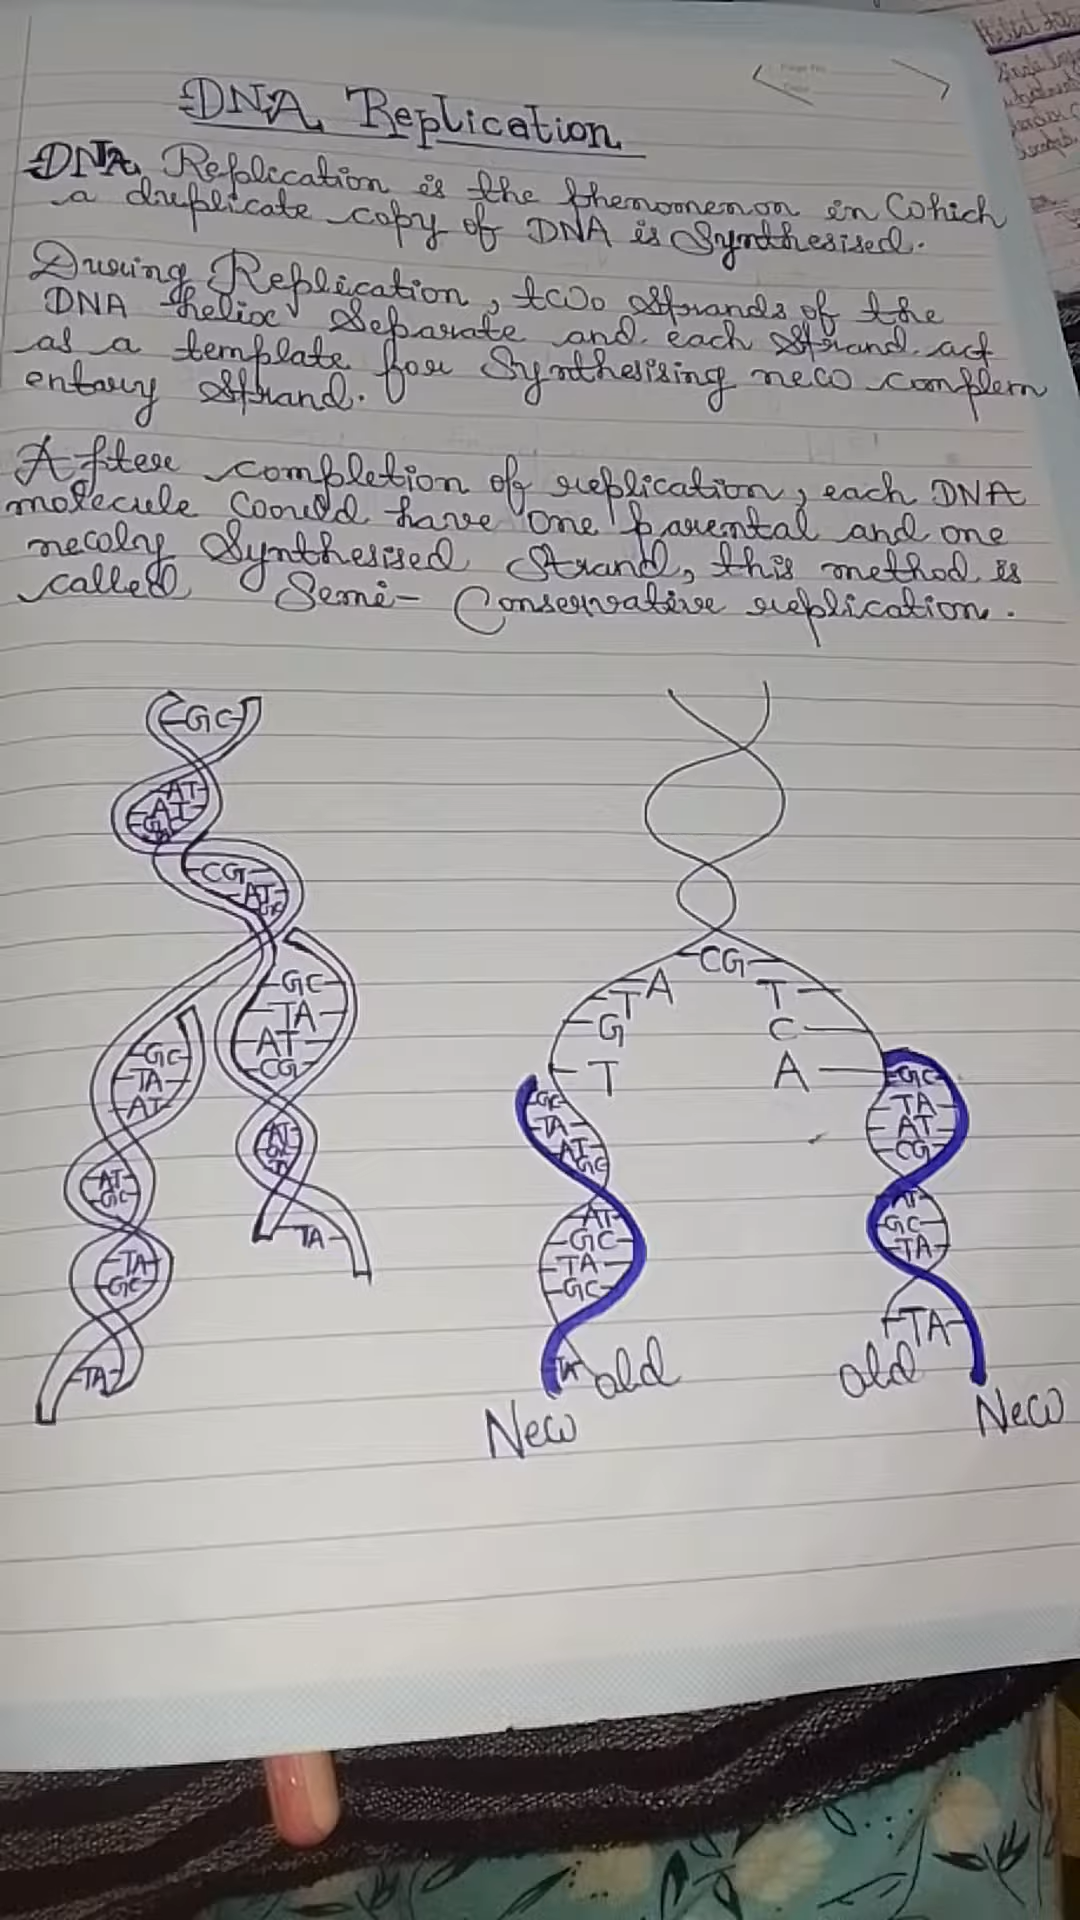 DNA Replication
DNA Replication is the phenomenon in which
a duplicate copy of DNA is Synthesised.
During Replication, two strands of the
DNA helix Separate and each strand act
as a template for Synthesising new complem
entary strand.
After completion of replication, each DNA
molecule would have one parental and one
newly Synthesised Strand, this method is
called Semi- Conservative replication.
GC
AT
AT
G
CG
AT
GC
GC
TA
AT
CG
GC
TA
AT
AT
AT
GC
TA
GC
TA
TA
CG
A T
T C
G A
T
GC
TA
AT
GC
AT
GC
TA
GC
TA
old
New
GC
TA
AT
CG
AT
GC
TA
TA
old
New